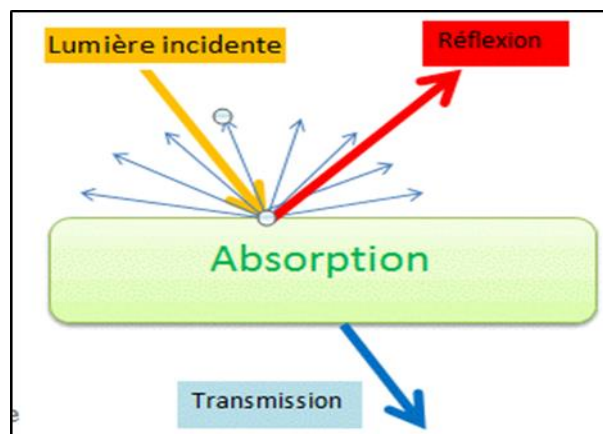 Lumière incidente
Réflexion
Absorption
Transmission
e